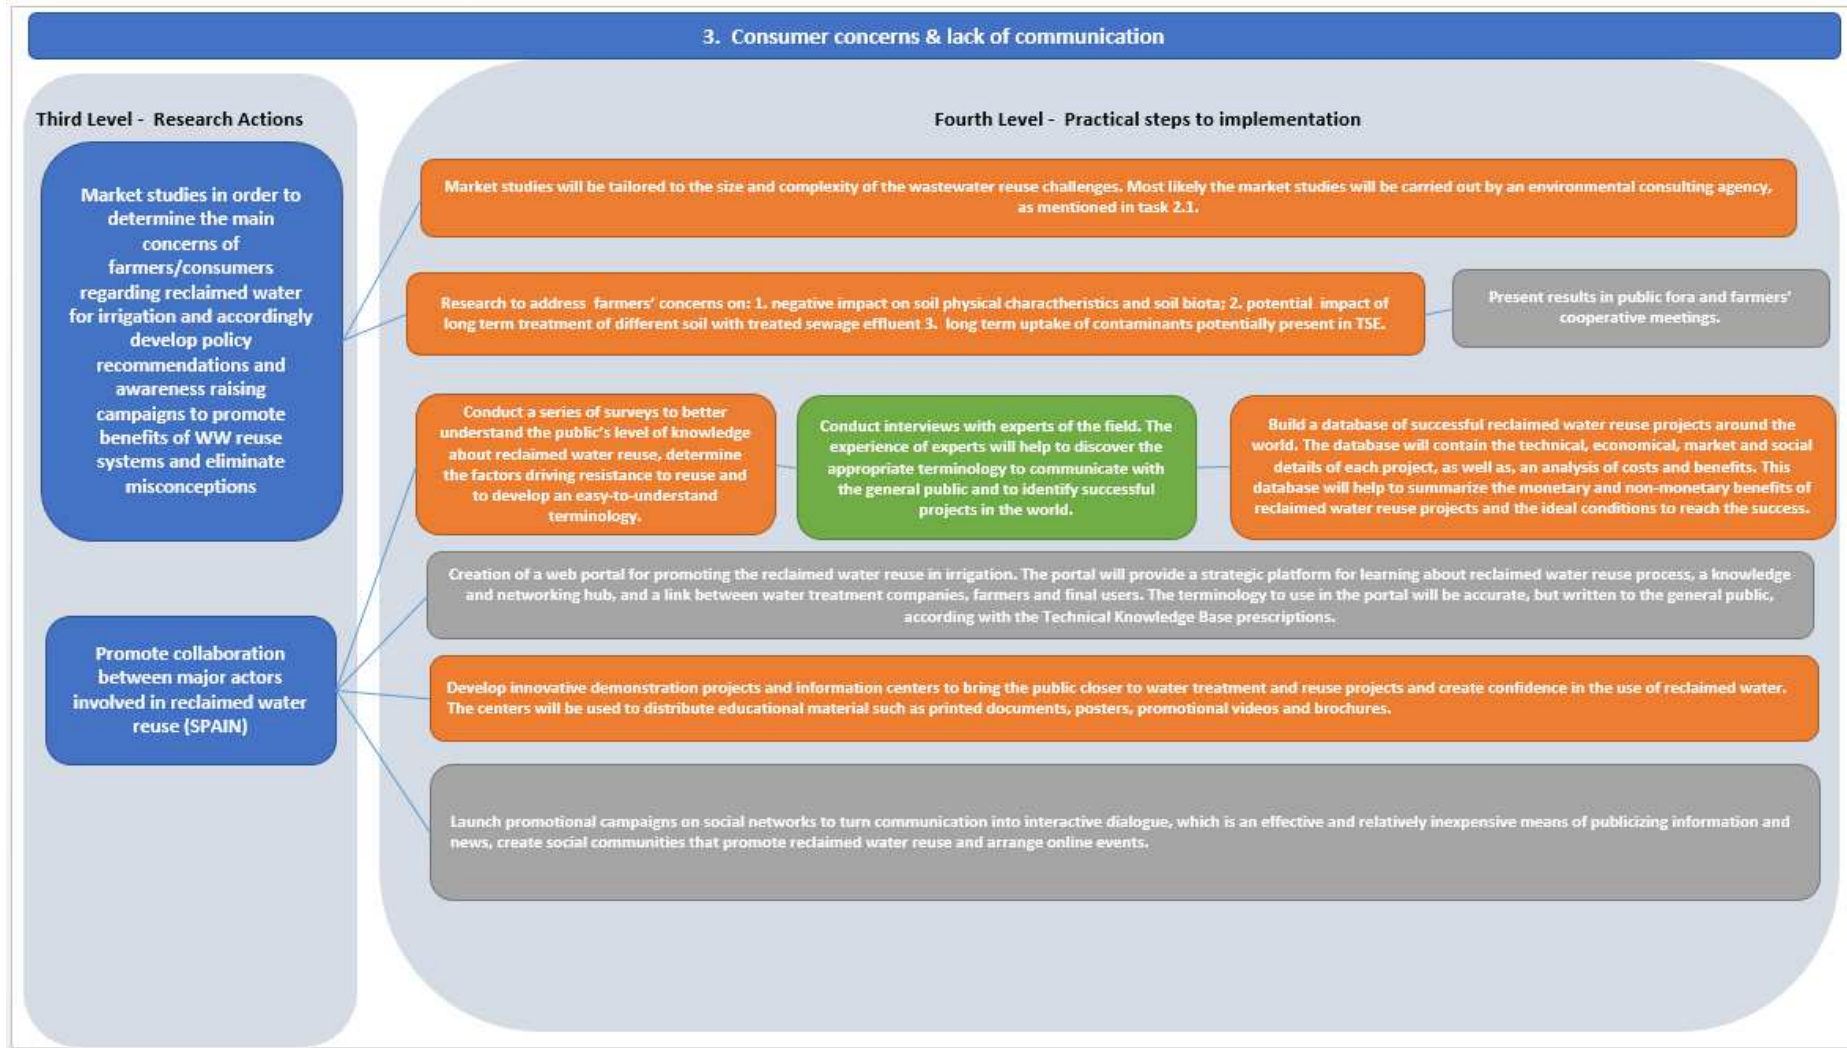 3. Consumer concerns & lack of communication
Third Level - Research Actions
Market studies in order to
determine the main
concerns of
farmers/consumers
regarding reclaimed water
for irrigation and accordingly
develop policy
recommendations and
awareness raising
campaigns to promote
benefits of WW reuse
systems and eliminate
misconceptions
Promote collaboration
between major actors
involved in reclaimed water
reuse (SPAIN)
Fourth Level - Practical steps to implementation
Market studies will be tailored to the size and complexity of the wastewater reuse challenges. Most likely the market studies will be carried out by an environmental consulting agency,
as mentioned in task 2.1.
Research to address farmers' concerns on: 1. negative impact on soil physical charactheristics and soil biota; 2. potential impact of
long term treatment of different soil with treated sewage effluent 3. long term uptake of contaminants potentially present in TSE.
Present results in public fora and farmers'
cooperative meetings.
Conduct a series of surveys to better
understand the public's level of knowledge
about reclaimed water reuse, determine
the factors driving resistance to reuse and
to develop an easy-to-understand
terminology.
Conduct interviews with experts of the field. The
experience of experts will help to discover the
appropriate terminology to communicate with
the general public and to identify successful
projects in the world.
Build a database of successful reclaimed water reuse projects around the
world. The database will contain the technical, economical, market and social
details of each project, as well as, an analysis of costs and benefits. This
database will help to summarize the monetary and non-monetary benefits of
reclaimed water reuse projects and the ideal conditions to reach the success.
Creation of a web portal for promoting the reclaimed water reuse in irrigation. The portal will provide a strategic platform for learning about reclaimed water reuse process, a knowledge
and networking hub, and a link between water treatment companies, farmers and final users. The terminology to use in the portal will be accurate, but written to the general public,
according with the Technical Knowledge Base prescriptions.
Develop innovative demonstration projects and information centers to bring the public closer to water treatment and reuse projects and create confidence in the use of reclaimed water.
The centers will be used to distribute educational material such as printed documents, posters, promotional videos and brochures.
Launch promotional campaigns on social networks to turn communication into interactive dialogue, which is an effective and relatively inexpensive means of publicizing information and
news, create social communities that promote reclaimed water reuse and arrange online events.